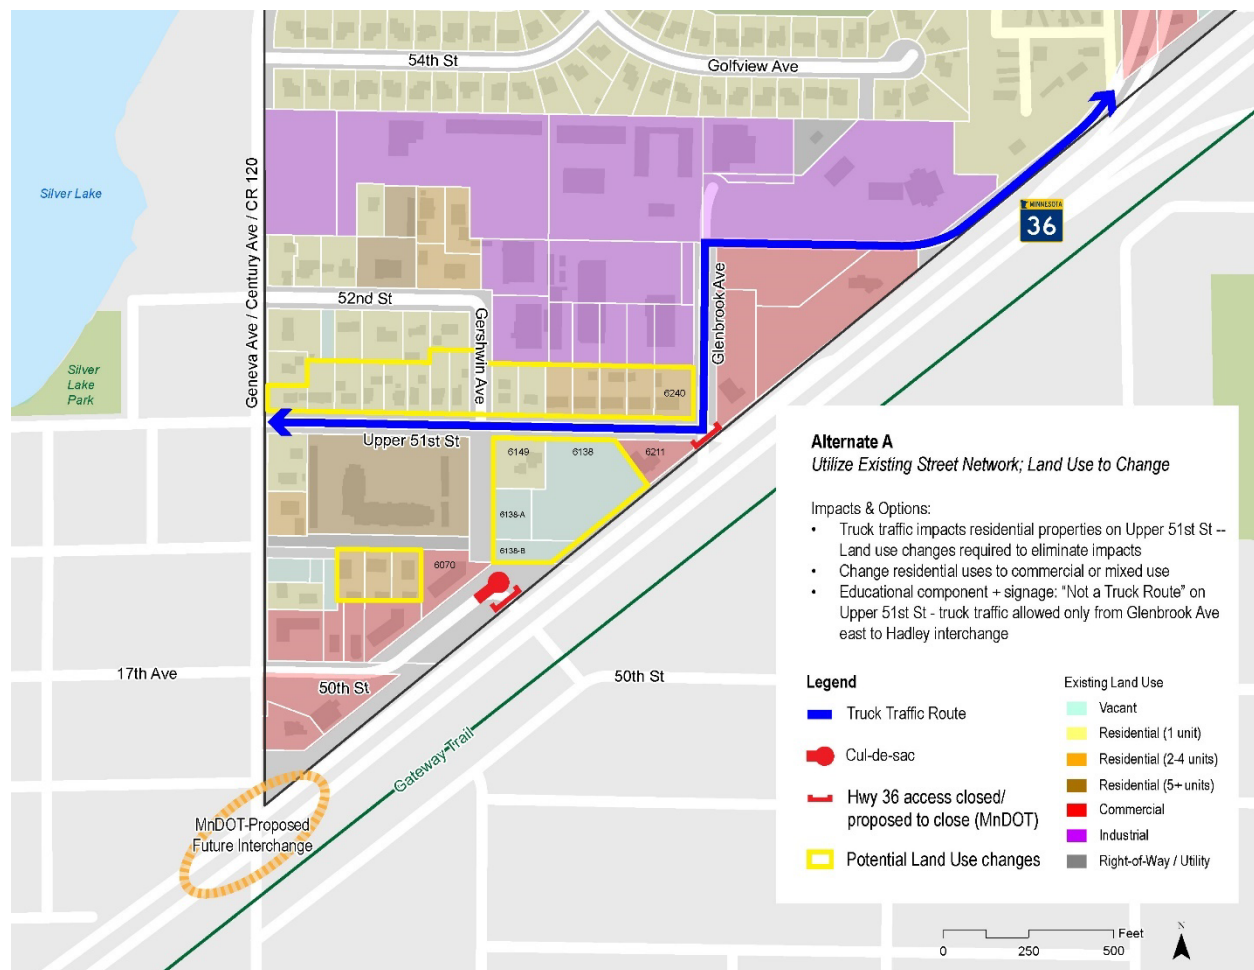 54th St
Golfview Ave
Silver Lake
Geneva Ave / Century Ave / CR 120
MINNESOTA
36
52nd St
Gershwin Ave
Glenbrook Ave
Silver
Lake
Park
6240
Upper 51st St
6149
6138
6211
6138-A
6138-B
6070
17th Ave
50th St
50th St
Gateway Trail
MnDOT-Proposed
Future Interchange
Alternate A
Utilize Existing Street Network; Land Use to Change
Impacts & Options:
• Truck traffic impacts residential properties on Upper 51st St --
Land use changes required to eliminate impacts
• Change residential uses to commercial or mixed use
• Educational component + signage: “Not a Truck Route” on
Upper 51st St - truck traffic allowed only from Glenbrook Ave
east to Hadley interchange
Legend
Truck Traffic Route
Cul-de-sac
Hwy 36 access closed/
proposed to close (MnDOT)
Potential Land Use changes
Existing Land Use
Vacant
Residential (1 unit)
Residential (2-4 units)
Residential (5+ units)
Commercial
Industrial
Right-of-Way / Utility
Feet
0 250 500
N